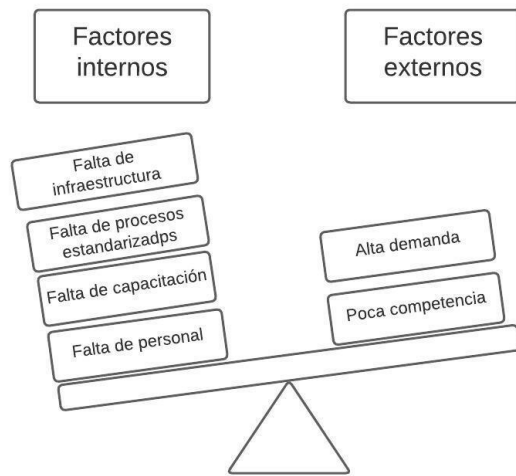 Factores
internos
Factores
externos
Falta de
infraestructura
Falta de procesos
estandarizadps
Falta de capacitación
Falta de personal
Alta demanda
Poca competencia